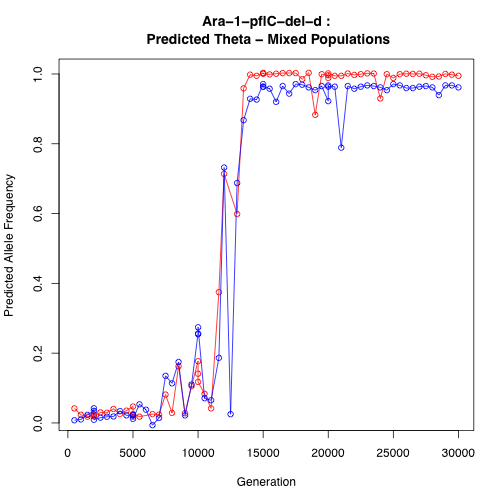 Ara−1−pflC−del−d :
Predicted Theta − Mixed Populations
Predicted Allele Frequency
1.0
0.8
0.6
0.4
0.2
0.0
0 5000 10000 15000 20000 25000 30000
Generation